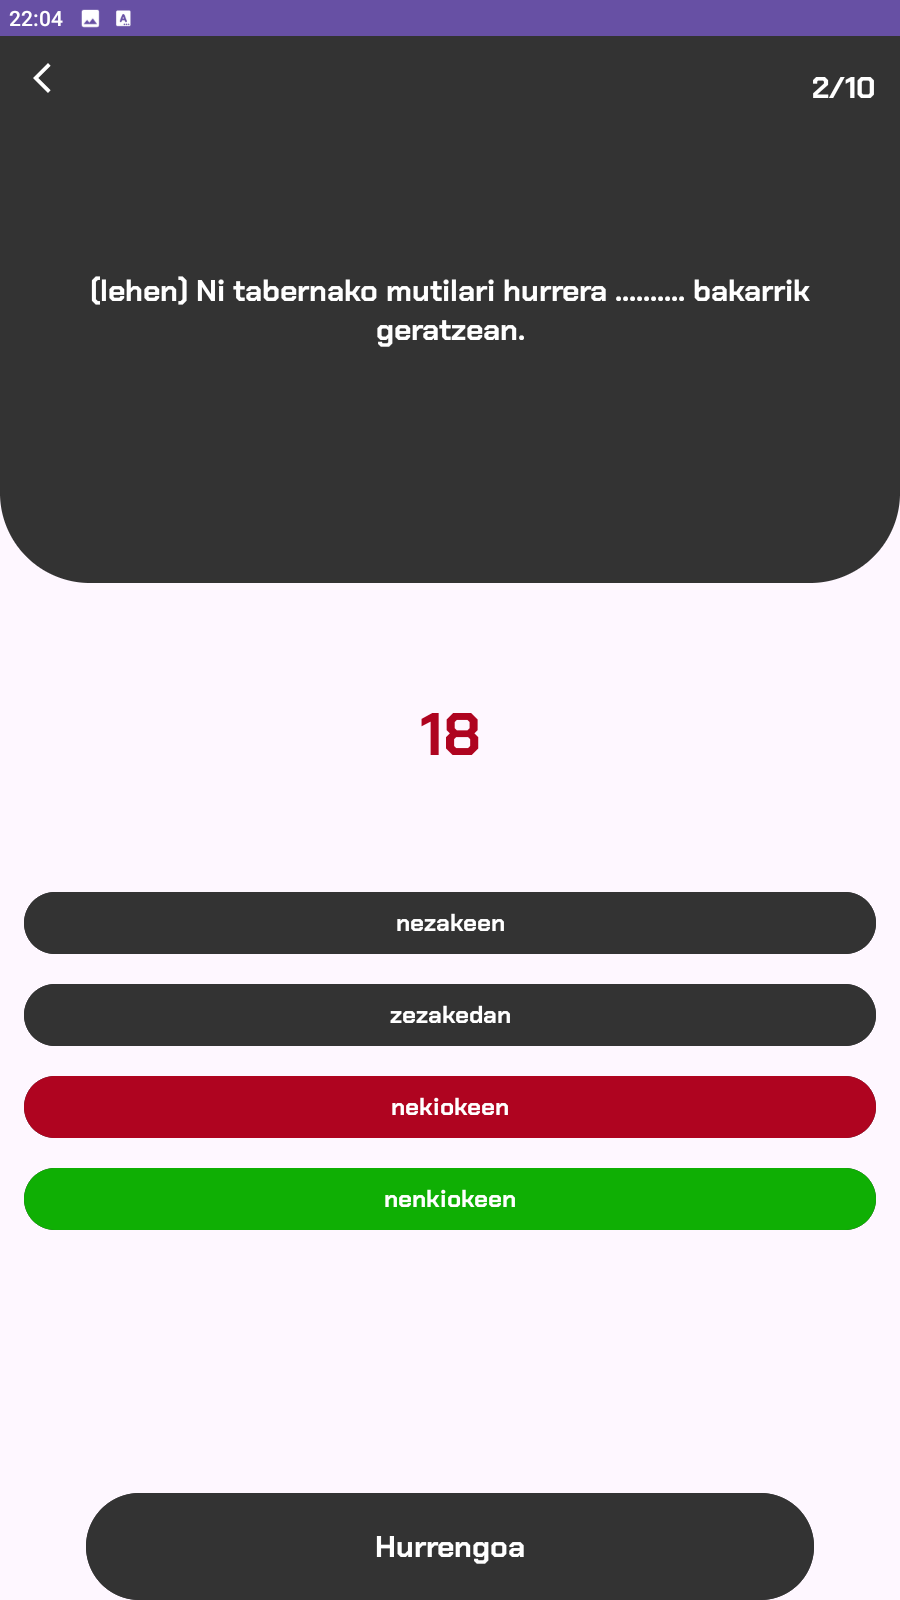 22:04
2/10
(lehen) Ni tabernako mutilari hurrera .......... bakarrik
geratzean.
18
nezakeen
zezakedan
nekiokeen
nenkiokeen
Hurrengoa